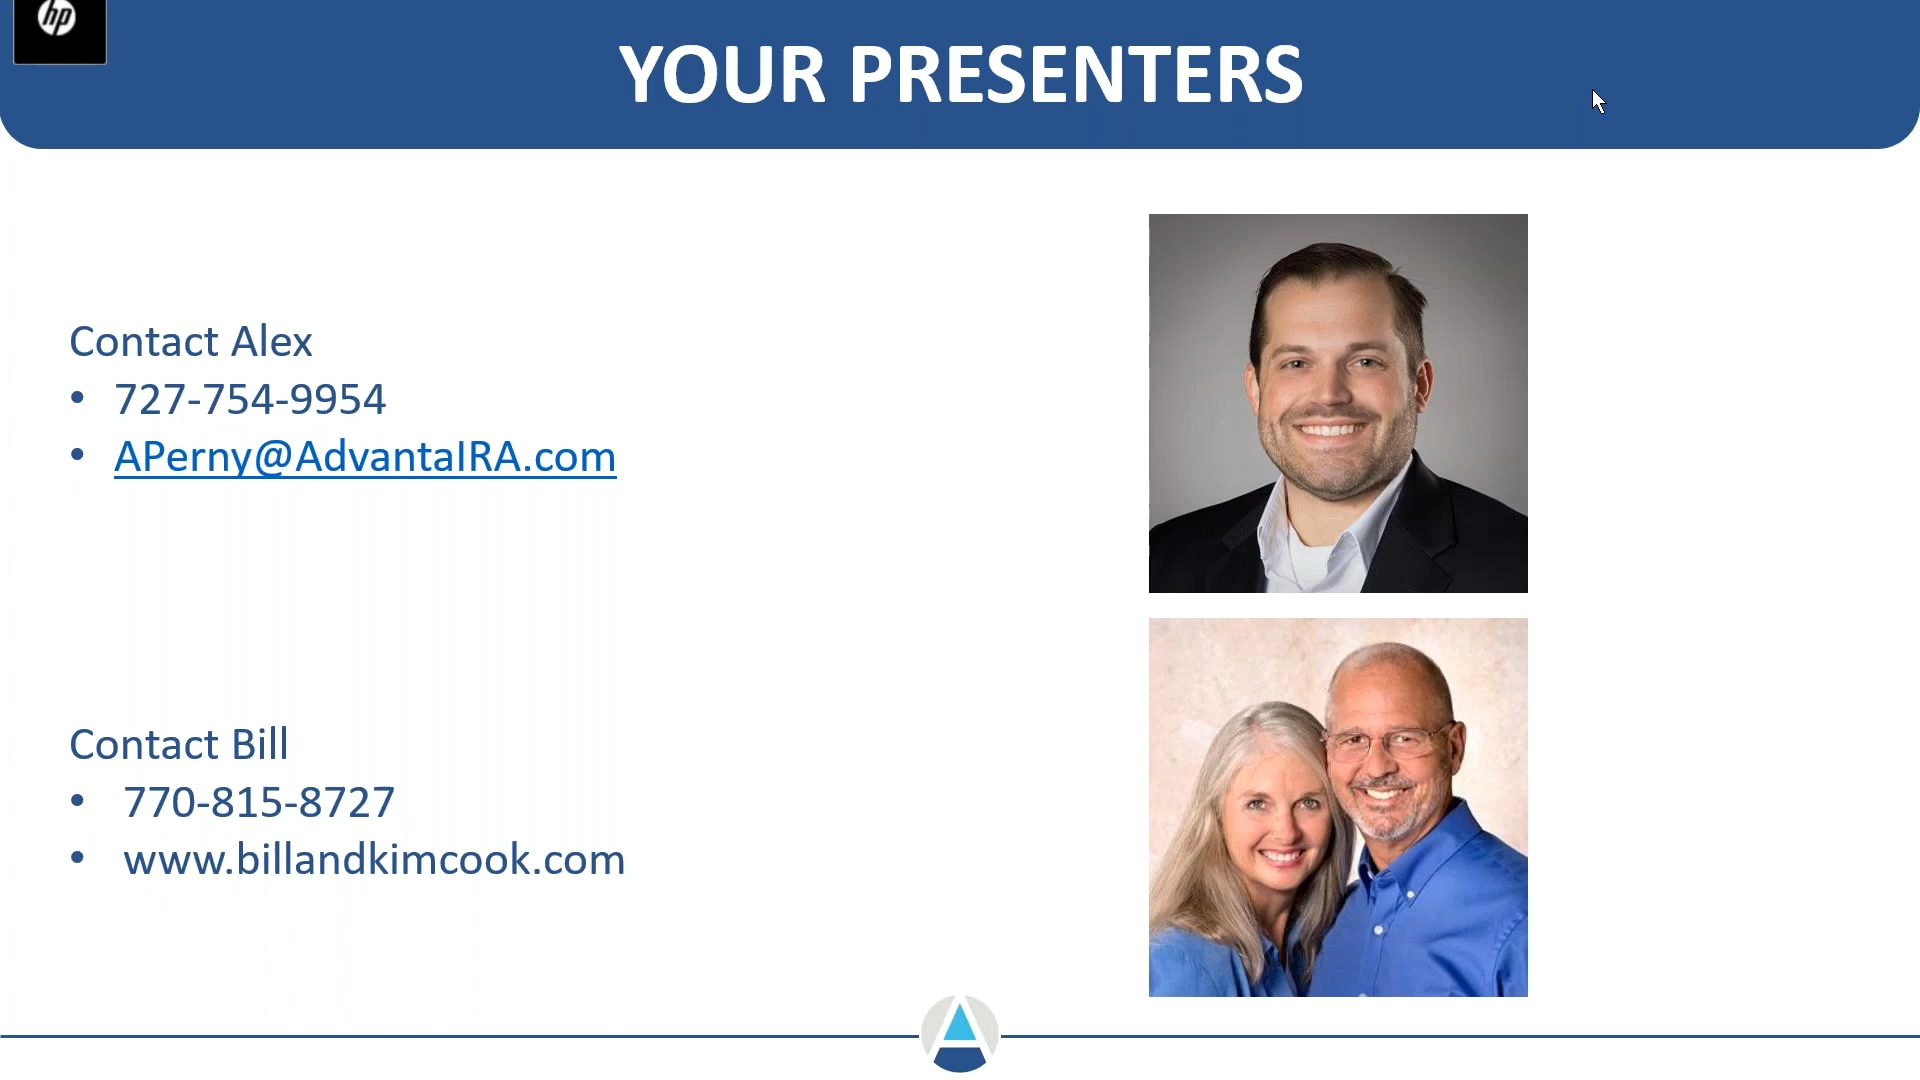 hp
YOUR PRESENTERS
Contact Alex
• 727-754-9954
• APerny@AdvantaIRA.com
Contact Bill
• 770-815-8727
• www.billandkimcook.com